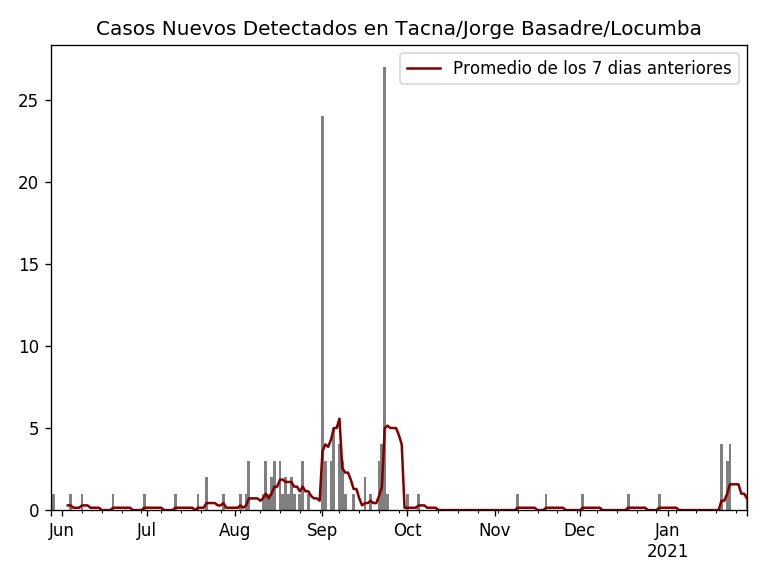 Casos Nuevos Detectados en Tacna/Jorge Basadre/Locumba
Promedio de los 7 dias anteriores
25
20
15
10
5
0
Jun Jul Aug Sep Oct Nov Dec Jan
2021